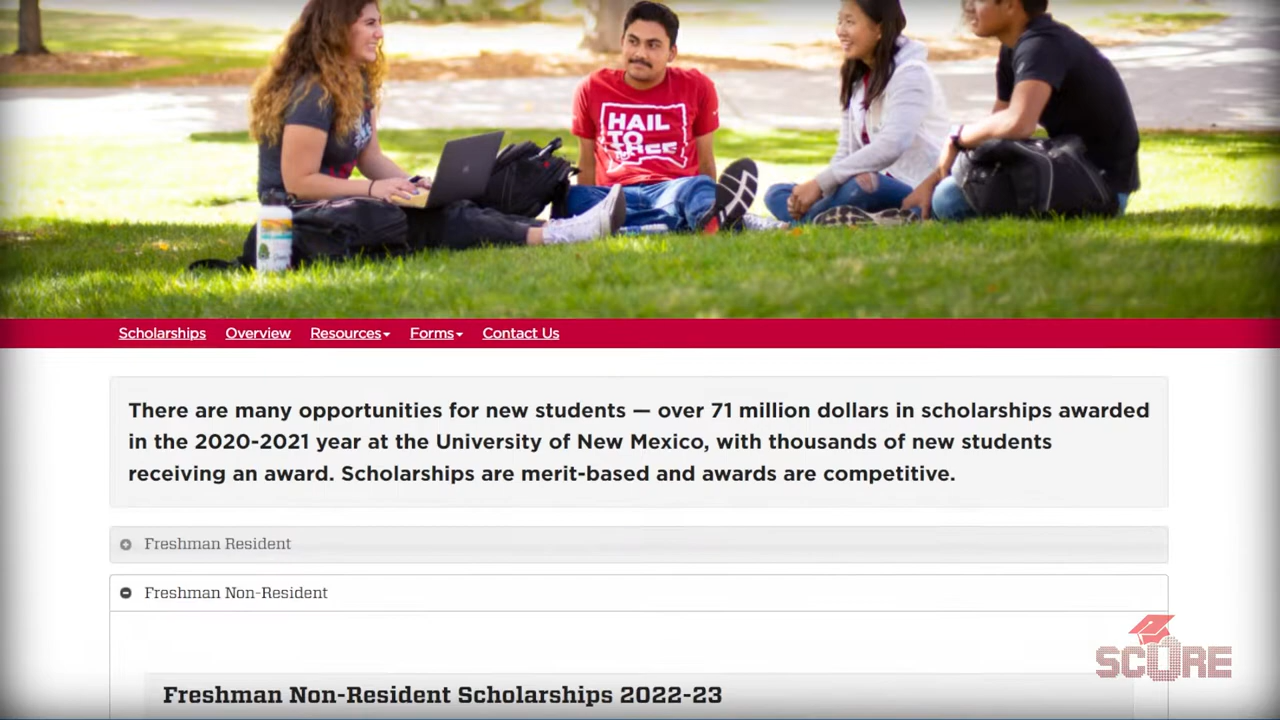 HAIL
TO
THEE
Scholarships Overview Resources Forms Contact Us
There are many opportunities for new students — over 71 million dollars in scholarships awarded
in the 2020-2021 year at the University of New Mexico, with thousands of new students
receiving an award. Scholarships are merit-based and awards are competitive.
Freshman Resident
Freshman Non-Resident
SCORE
Freshman Non-Resident Scholarships 2022-23